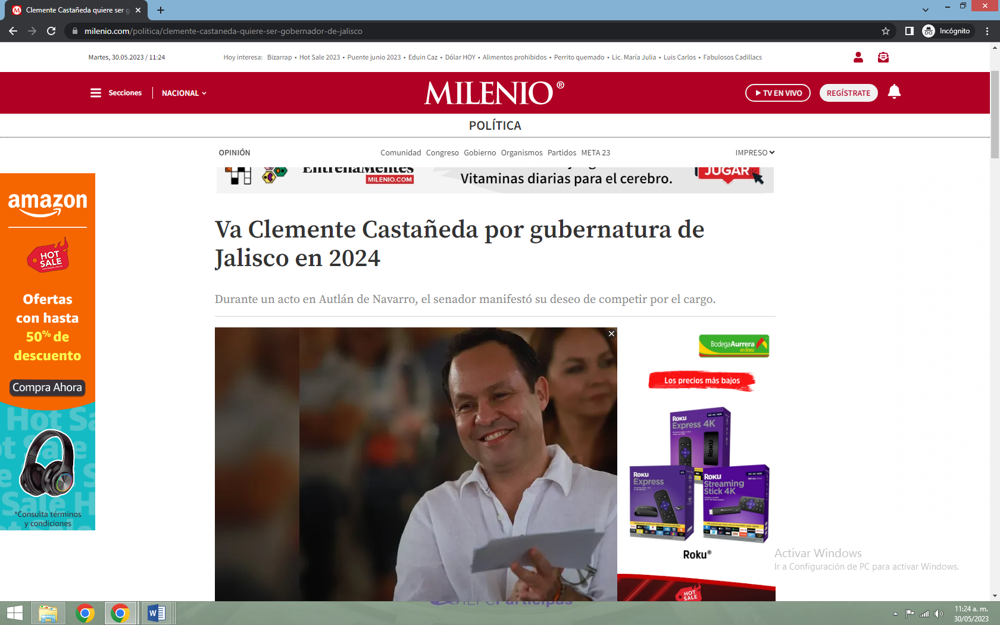 Clemente Castañeda quiere ser g
milenio.com/politica/clemente-castaneda-quiere-ser-gobernador-de-jalisco
Incógnito
Martes, 30.05.2023 / 11:24
Hoy interesa: Bizarrap • Hot Sale 2023 • Puente junio 2023 • Eduin Caz • Dólar HOY • Alimentos prohibidos • Perrito quemado • Lic. María Julia • Luis Carlos • Fabulosos Cadillacs
Secciones
NACIONAL
MILENIO®
TV EN VIVO
REGÍSTRATE
POLÍTICA
OPINIÓN
Comunidad Congreso Gobierno Organismos Partidos META 23
IMPRESO
EntrenaMentes
MILENIO.COM
Vitaminas diarias para el cerebro.
JUGAR
Va Clemente Castañeda por gubernatura de
Jalisco en 2024
Durante un acto en Autlán de Navarro, el senador manifestó su deseo de competir por el cargo.
amazon
HOT
SALE
Ofertas
con hasta
50% de
descuento
Compra Ahora
Hot Sa
*Consulta términos
y condiciones
Bodega Aurrera
en línea
Los precios más bajos
Roku
Express 4K
Roku
Roku
Express
Roku
Streaming
Stick 4K
Roku®
HOT
SALE
Activar Windows
Ir a Configuración de PC para activar Windows.
11:24 a. m.
30/05/2023